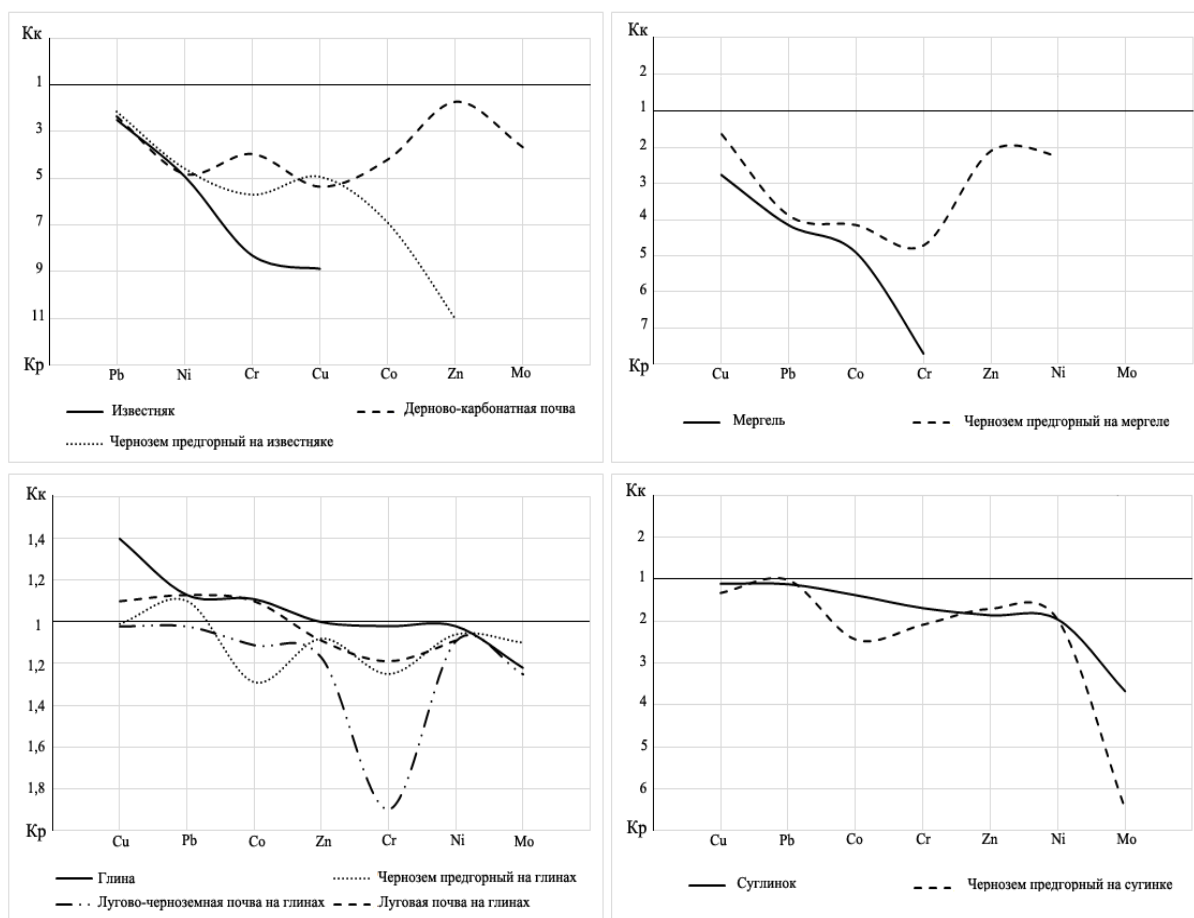 Кк
1
3
5
7
9
11
Кр
Pb Ni Cr Cu Co Zn Mo
Известняк Дерново-карбонатная почва
Чернозем предгорный на известняке
Кк
2
1
2
3
4
5
6
7
Кр
Cu Pb Co Cr Zn Ni Mo
Мергель Чернозем предгорный на мергеле
Кк
1,4
1,2
1
1,2
1,4
1,6
1,8
Кр
Cu Pb Co Zn Cr Ni Mo
Глина Чернозем предгорный на глинах
Лугово-черноземная почва на глинах Луговая почва на глинах
Кк
2
1
2
3
4
5
6
Кр
Cu Pb Co Cr Zn Ni Mo
Суглинок Чернозем предгорный на сугинке